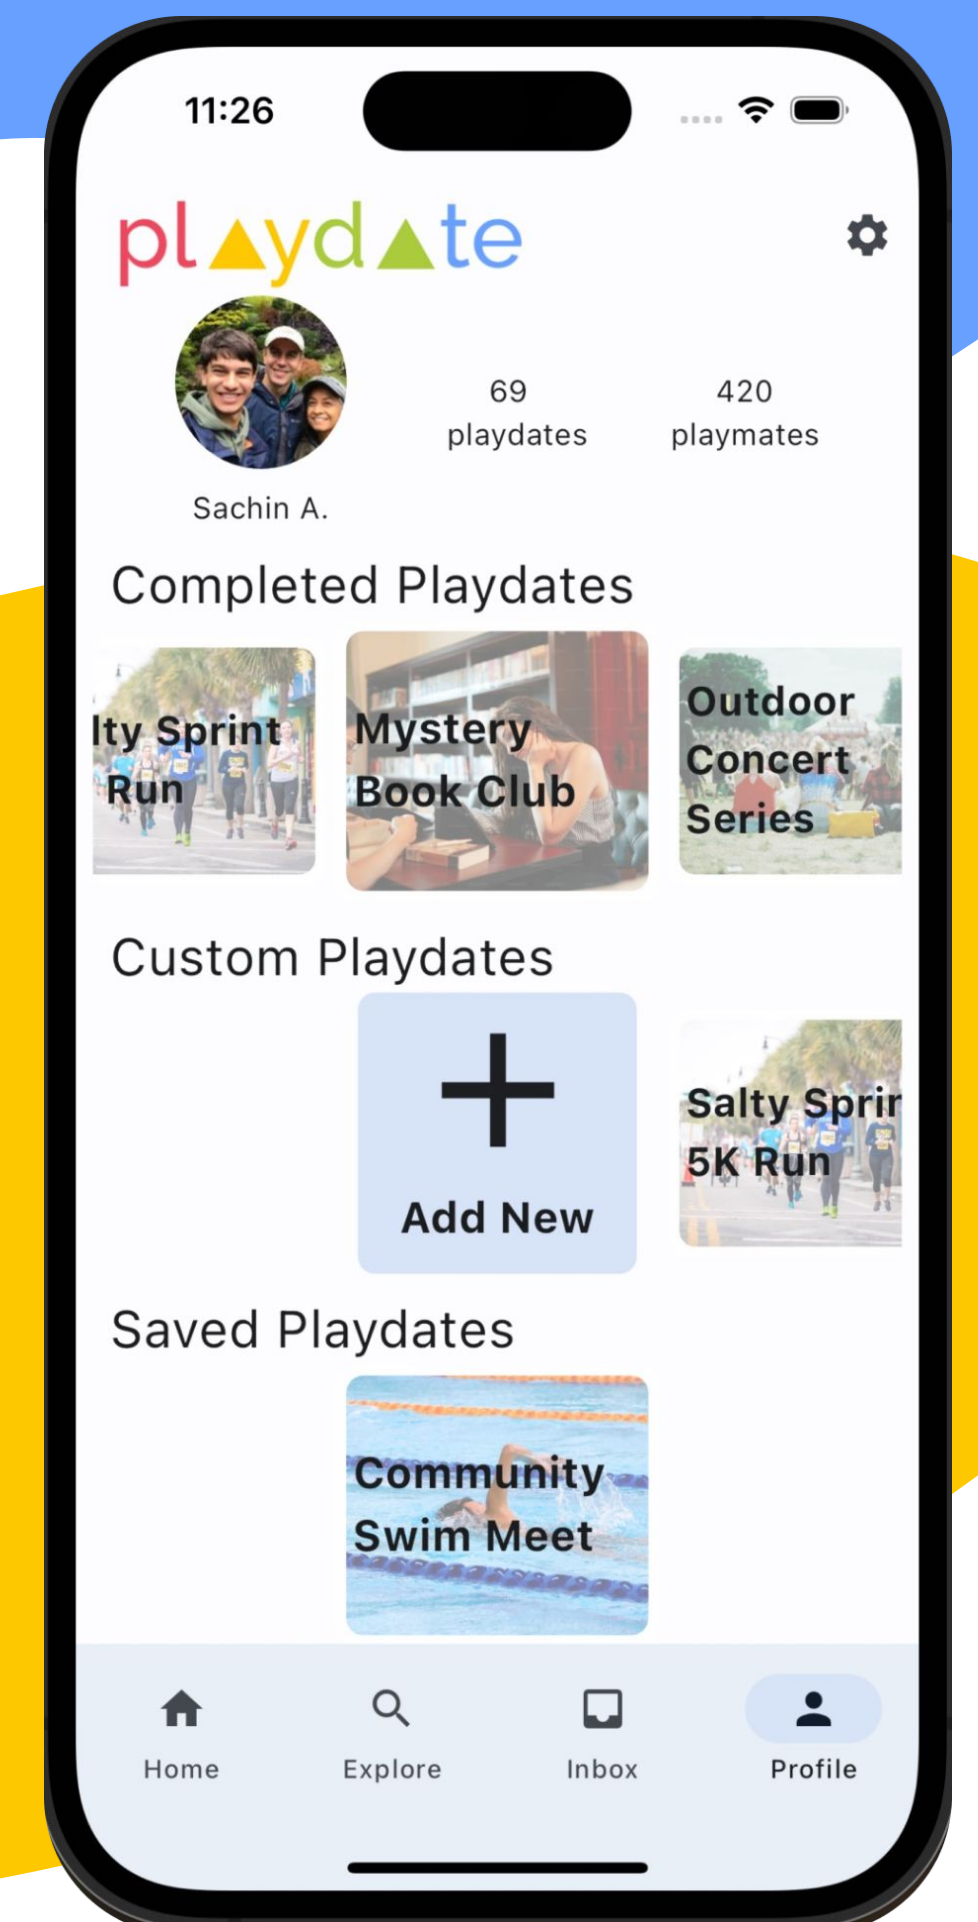 11:26
playdate
69
playdates
420
playmates
Sachin A.
Completed Playdates
lty Sprint
Run
Mystery
Book Club
Outdoor
Concert
Series
Custom Playdates
Add New
Salty Sprin
5K Run
Saved Playdates
Community
Swim Meet
Home
Explore
Inbox
Profile